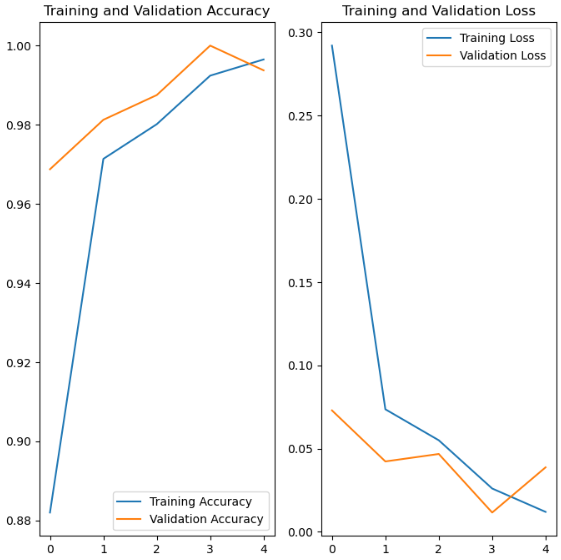 Training and Validation Accuracy
1.00
0.98
0.96
0.94
0.92
0.90
0.88
Training Accuracy
Validation Accuracy
0 1 2 3 4
Training and Validation Loss
0.30
0.25
0.20
0.15
0.10
0.05
0.00
Training Loss
Validation Loss
0 1 2 3 4